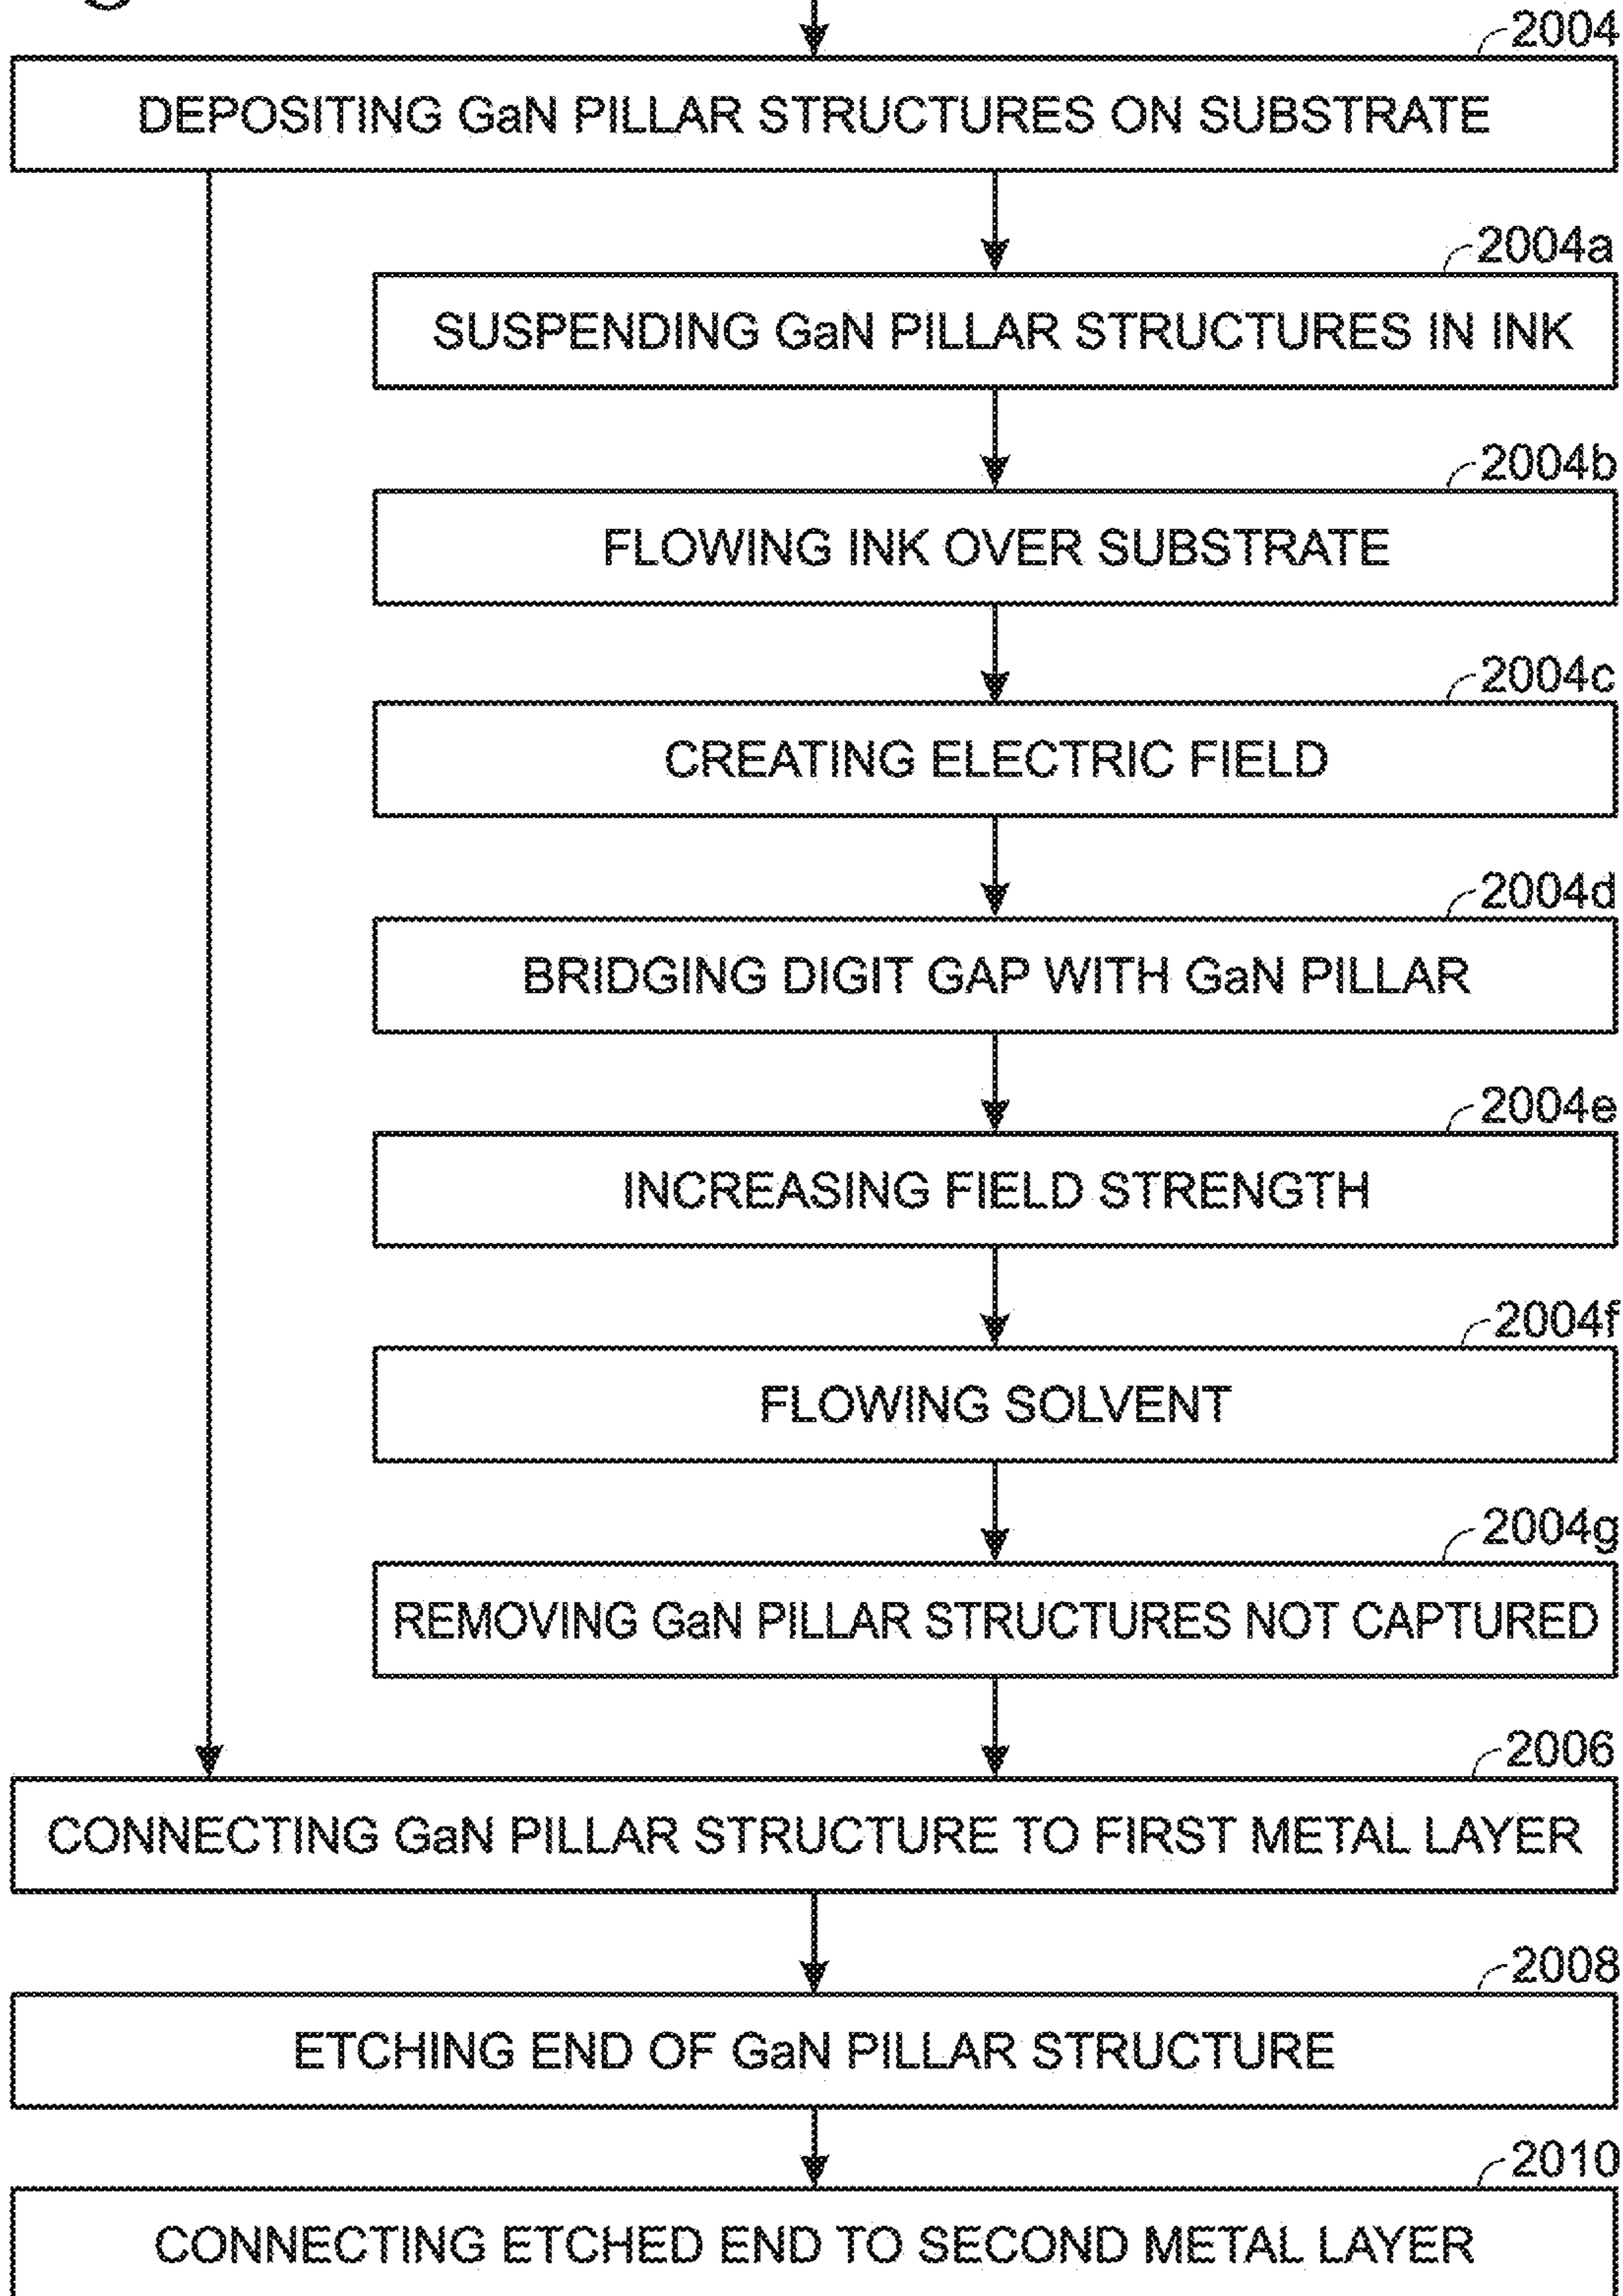 2004
DEPOSITING GaN PILLAR STRUCTURES ON SUBSTRATE
2004a
SUSPENDING GaN PILLAR STRUCTURES IN INK
2004b
FLOWING INK OVER SUBSTRATE
2004c
CREATING ELECTRIC FIELD
2004d
BRIDGING DIGIT GAP WITH GaN PILLAR
2004e
INCREASING FIELD STRENGTH
2004f
FLOWING SOLVENT
2004g
REMOVING GaN PILLAR STRUCTURES NOT CAPTURED
2006
CONNECTING GaN PILLAR STRUCTURE TO FIRST METAL LAYER
2008
ETCHING END OF GaN PILLAR STRUCTURE
2010
CONNECTING ETCHED END TO SECOND METAL LAYER